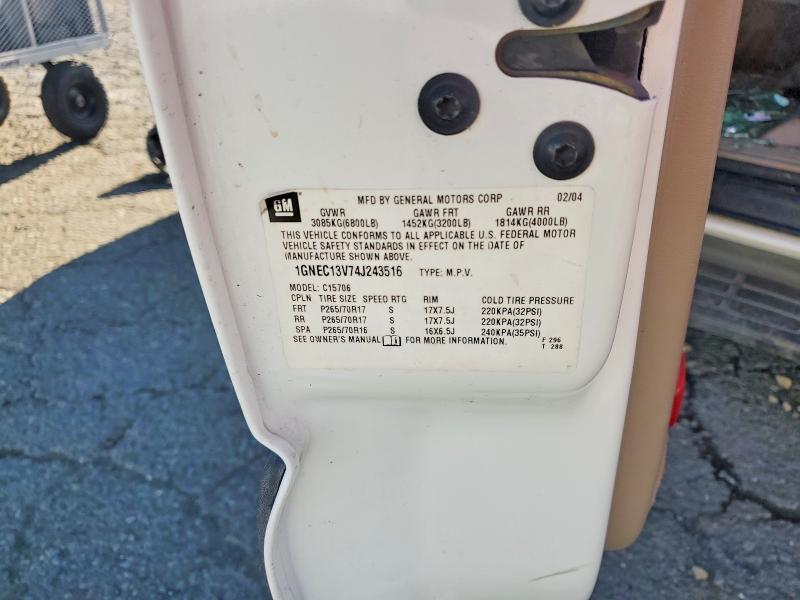 GM
MFD BY GENERAL MOTORS CORP 02/04
GVWR GAWR FRT GAWR RR
3085KG(6800LB) 1452KG(3200LB) 1814KG(4000LB)
THIS VEHICLE CONFORMS TO ALL APPLICABLE U.S. FEDERAL MOTOR
VEHICLE SAFETY STANDARDS IN EFFECT ON THE DATE OF
MANUFACTURE SHOWN ABOVE.
1GNEC13V74J243516 TYPE: M.P.V.
MODEL: C15706
CPLN TIRE SIZE SPEED RTG RIM COLD TIRE PRESSURE
FRT P265/70R17 S 17X7.5J 220KPA(32PSI)
RR P265/70R17 S 17X7.5J 220KPA(32PSI)
SPA P265/70R16 S 16X6.5J 240KPA(35PSI)
SEE OWNER'S MANUAL FOR MORE INFORMATION. F 296
T 288